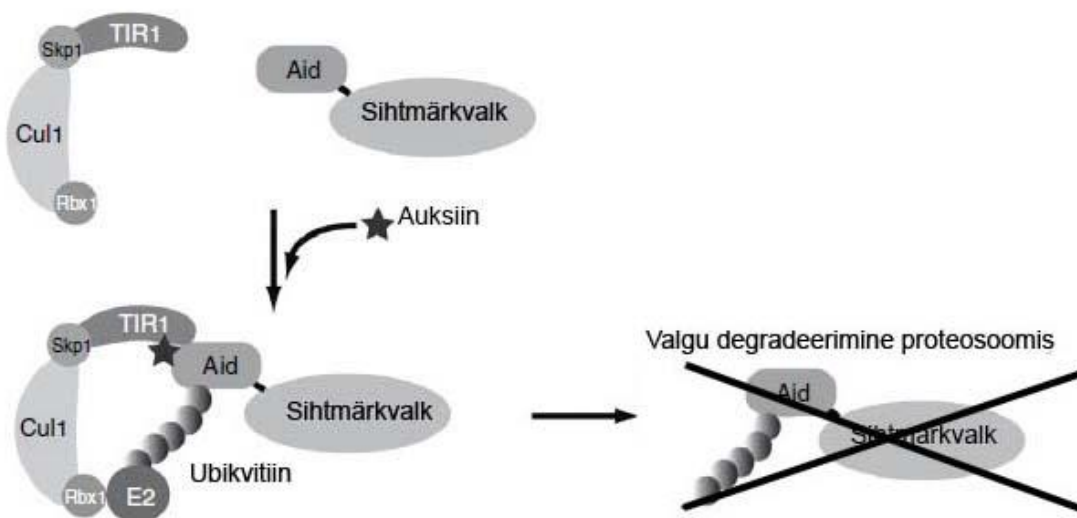 TIR1
Skp1
Aid
Sihtmärkvalk
Cul1
Rbx1
Auksiin
TIR1
Skp1
Aid
Sihtmärkvalk
Cul1
Ubikvitiin
Rbx1
E2
Valgu degradeerimine proteosoomis
Aid
Sihtmärkvalk